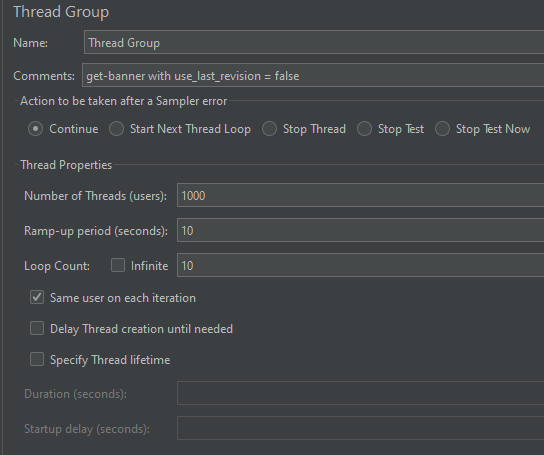 Thread Group
Name: Thread Group
Comments: get-banner with use_last_revision = false
Action to be taken after a Sampler error
Continue Start Next Thread Loop Stop Thread Stop Test Stop Test Now
Thread Properties
Number of Threads (users): 1000
Ramp-up period (seconds): 10
Loop Count: Infinite 10
Same user on each iteration
Delay Thread creation until needed
Specify Thread lifetime
Duration (seconds):
Startup delay (seconds):